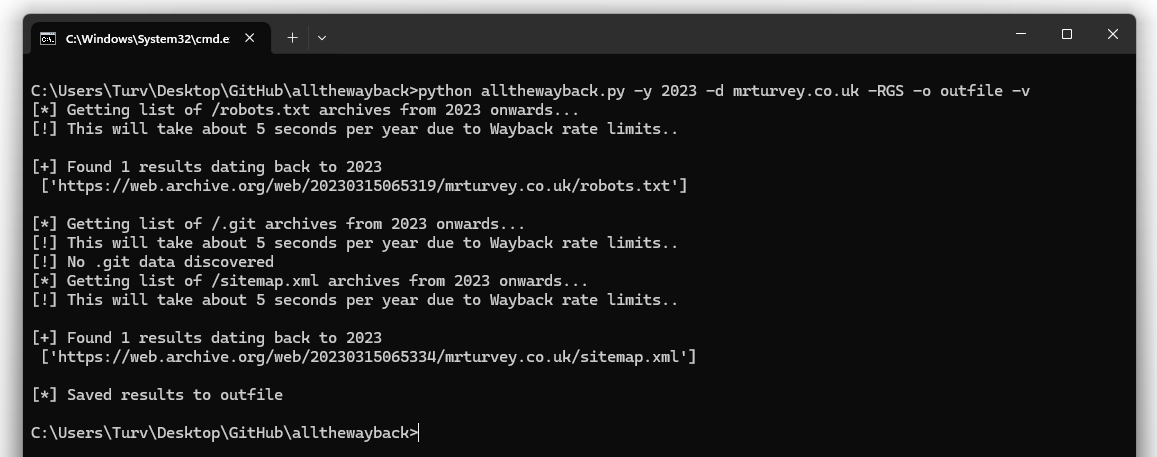 C:\Windows\System32\cmd.e
C:\Users\Turv\Desktop\GitHub\allthewayback>python allthewayback.py -y 2023 -d mrturvey.co.uk -RGS -o outfile -v
[*] Getting list of /robots.txt archives from 2023 onwards...
[!] This will take about 5 seconds per year due to Wayback rate limits..
[+] Found 1 results dating back to 2023
['https://web.archive.org/web/20230315065319/mrturvey.co.uk/robots.txt']
[*] Getting list of /.git archives from 2023 onwards...
[!] This will take about 5 seconds per year due to Wayback rate limits..
[!] No .git data discovered
[*] Getting list of /sitemap.xml archives from 2023 onwards...
[!] This will take about 5 seconds per year due to Wayback rate limits..
[+] Found 1 results dating back to 2023
['https://web.archive.org/web/20230315065334/mrturvey.co.uk/sitemap.xml']
[*] Saved results to outfile
C:\Users\Turv\Desktop\GitHub\allthewayback>